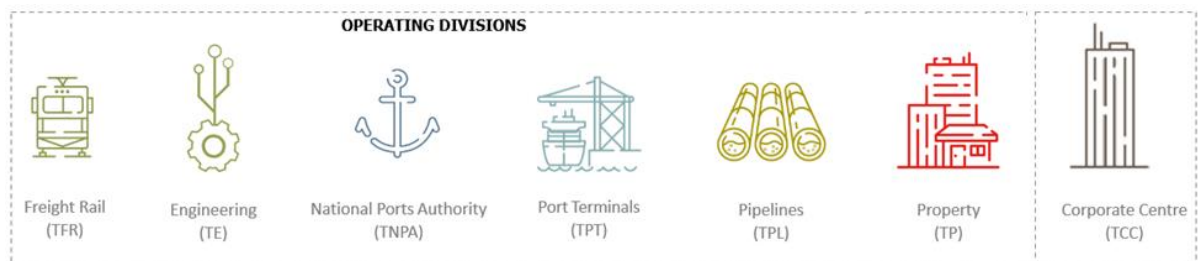 OPERATING DIVISIONS
Freight Rail
(TFR)
Engineering
(TE)
National Ports Authority
(TNPA)
Port Terminals
(TPT)
Pipelines
(TPL)
Property
(TP)
Corporate Centre
(TCC)